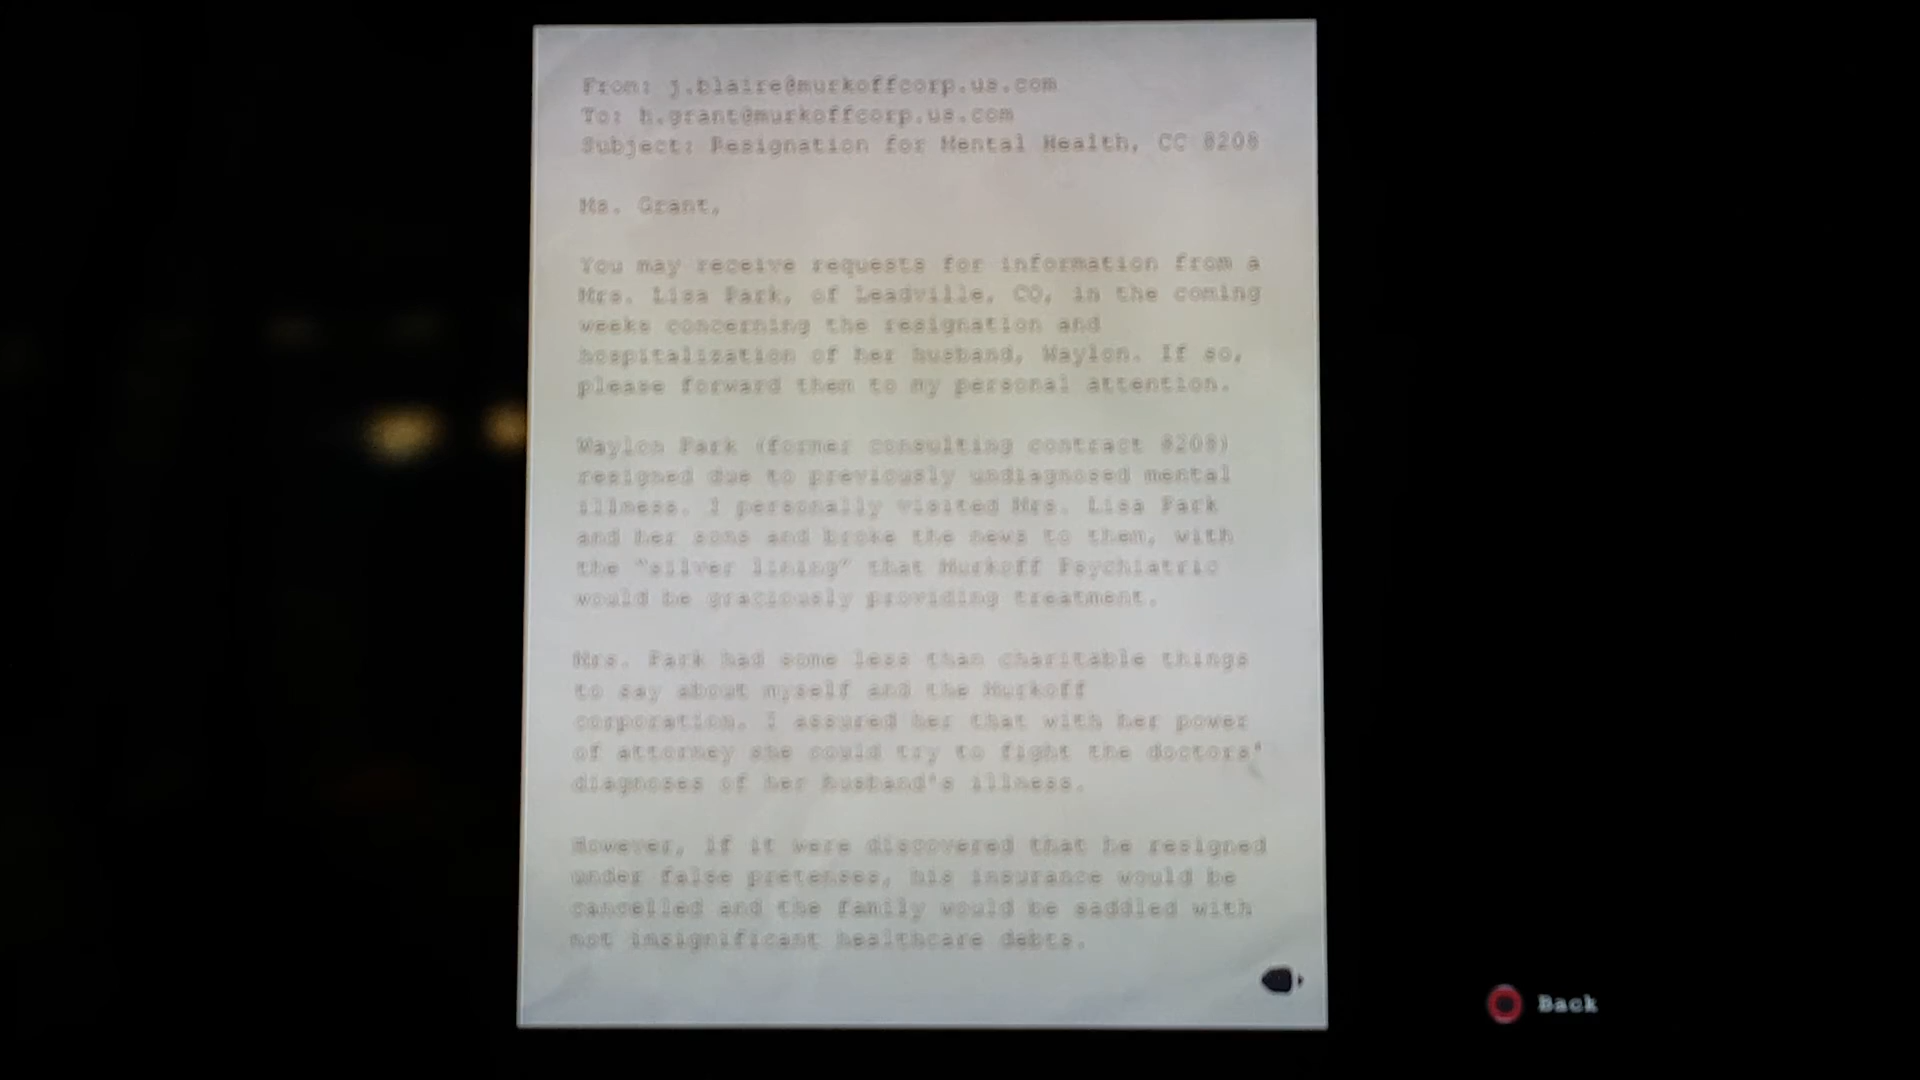 From: j.blaire@murkoffcorp.us.com
To: h.grant@murkoffcorp.us.com
Subject: Resignation for Mental Health, CC 8208
Ms. Grant,
You may receive requests for information from a
Mrs. Lisa Park, of Leadville, CO, in the coming
weeks concerning the resignation and
hospitalization of her husband, Waylon. If so,
please forward them to my personal attention.
Waylon Park (former consulting contract 8208)
resigned due to previously undiagnosed mental
illness. I personally visited Mrs. Lisa Park
and her sons and broke the news to them, with
the "silver lining" that Murkoff Psychiatric
would be graciously providing treatment.
Mrs. Park had some less than charitable things
to say about myself and the Murkoff
corporation. I assured her that with her power
of attorney she could try to fight the doctors'
diagnoses of her husband's illness.
However, if it were discovered that he resigned
under false pretenses, his insurance would be
cancelled and the family would be saddled with
not insignificant healthcare debts.
Back